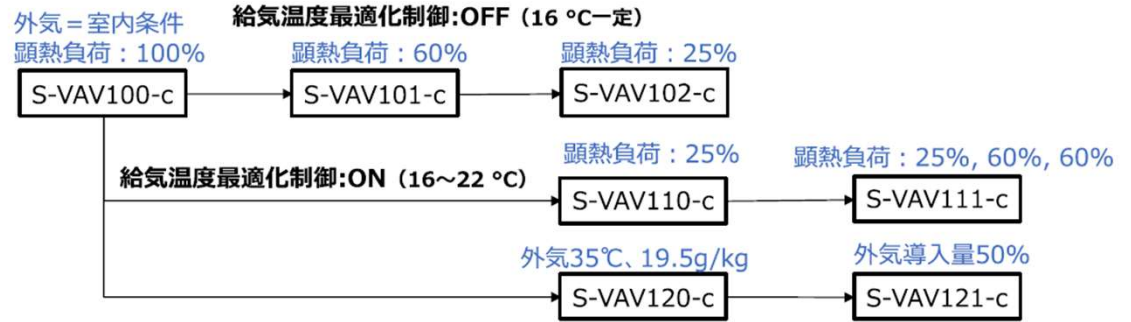 給気温度最適化制御:OFF（16 ℃一定）
外気＝室内条件
顕熱負荷：100%
顕熱負荷：60%
顕熱負荷：25%
S-VAV100-c
S-VAV101-c
S-VAV102-c
顕熱負荷：25%
顕熱負荷：25%, 60%, 60%
給気温度最適化制御:ON（16～22 ℃）
S-VAV110-c
S-VAV111-c
外気35℃、19.5g/kg
外気導入量50%
S-VAV120-c
S-VAV121-c